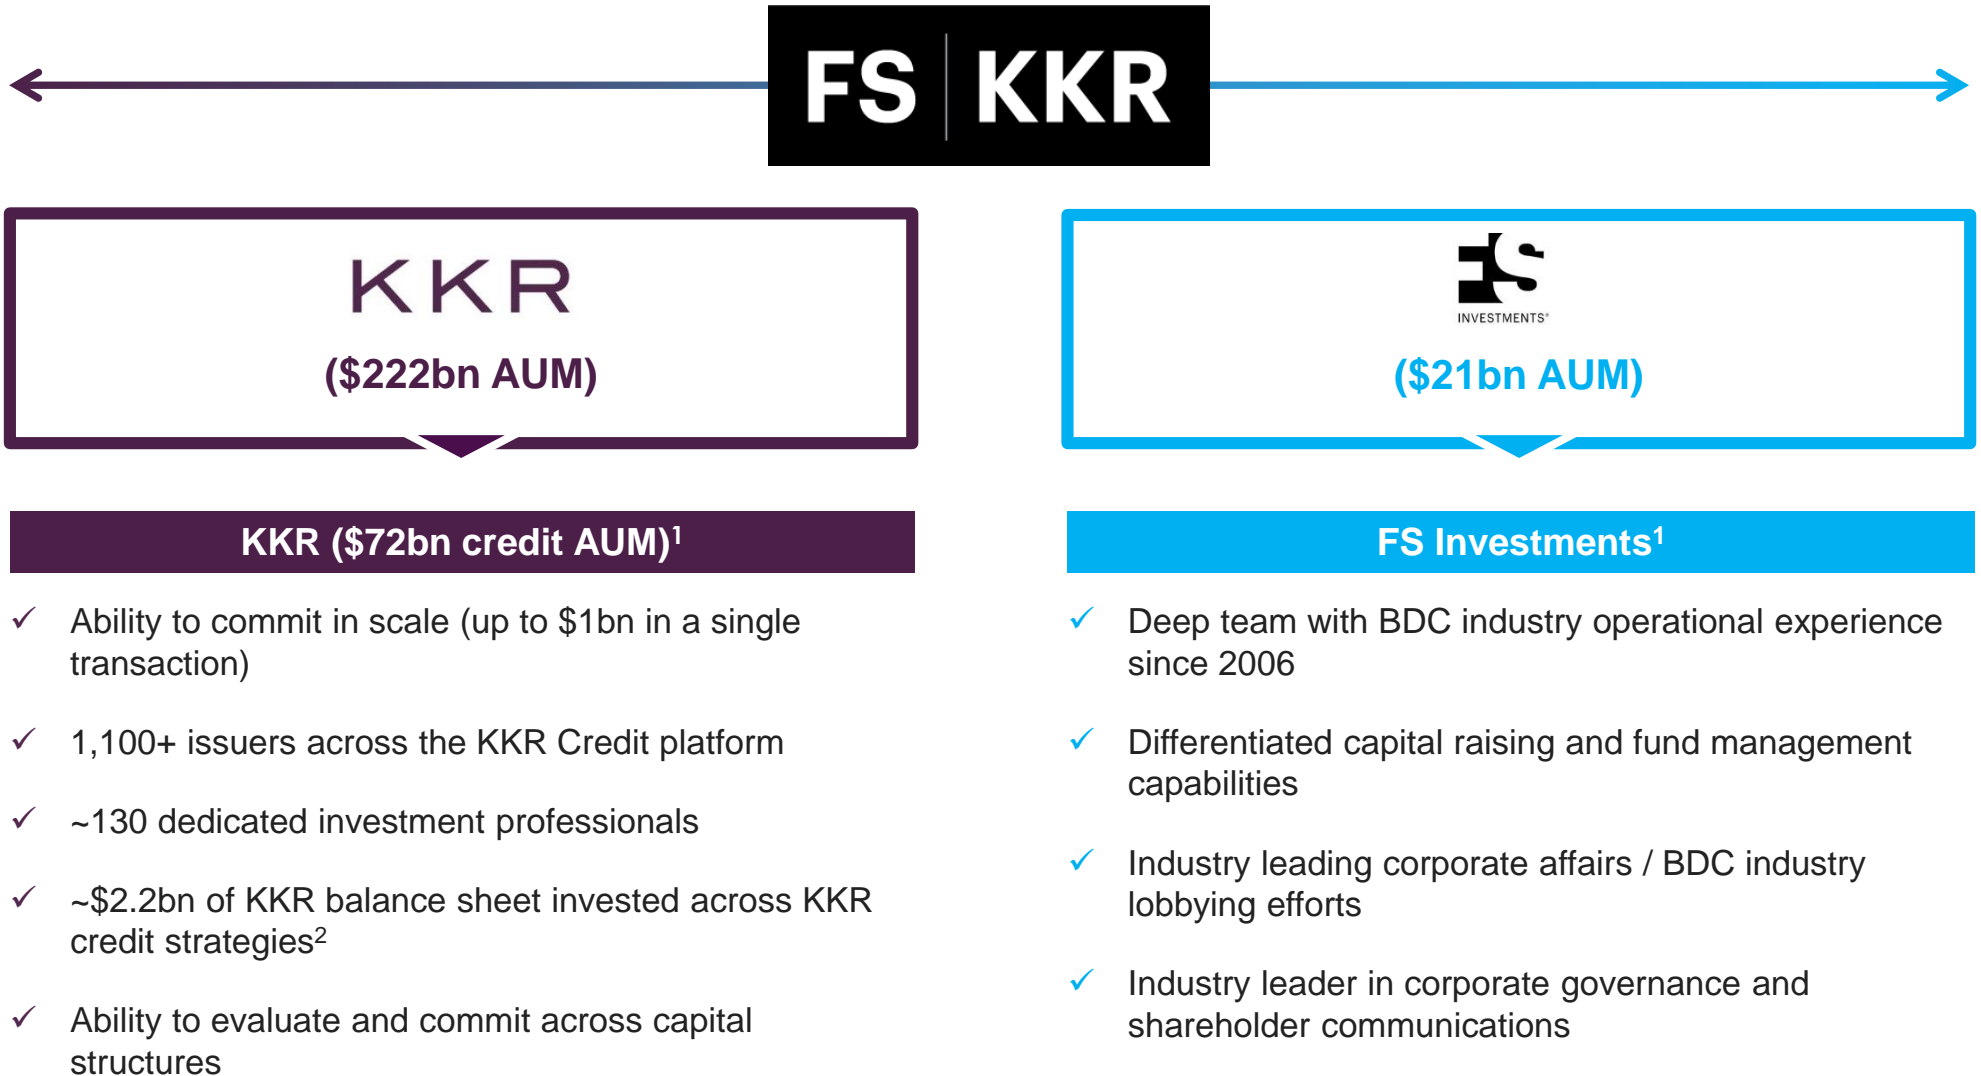 FS | KKR
KKR
($222bn AUM)
KKR ($72bn credit AUM)¹
✓ Ability to commit in scale (up to $1bn in a single
transaction)
✓ 1,100+ issuers across the KKR Credit platform
✓ ~130 dedicated investment professionals
✓ ~$2.2bn of KKR balance sheet invested across KKR
credit strategies²
✓ Ability to evaluate and commit across capital
structures
FS
INVESTMENTS®
($21bn AUM)
FS Investments¹
✓ Deep team with BDC industry operational experience
since 2006
✓ Differentiated capital raising and fund management
capabilities
✓ Industry leading corporate affairs / BDC industry
lobbying efforts
✓ Industry leader in corporate governance and
shareholder communications